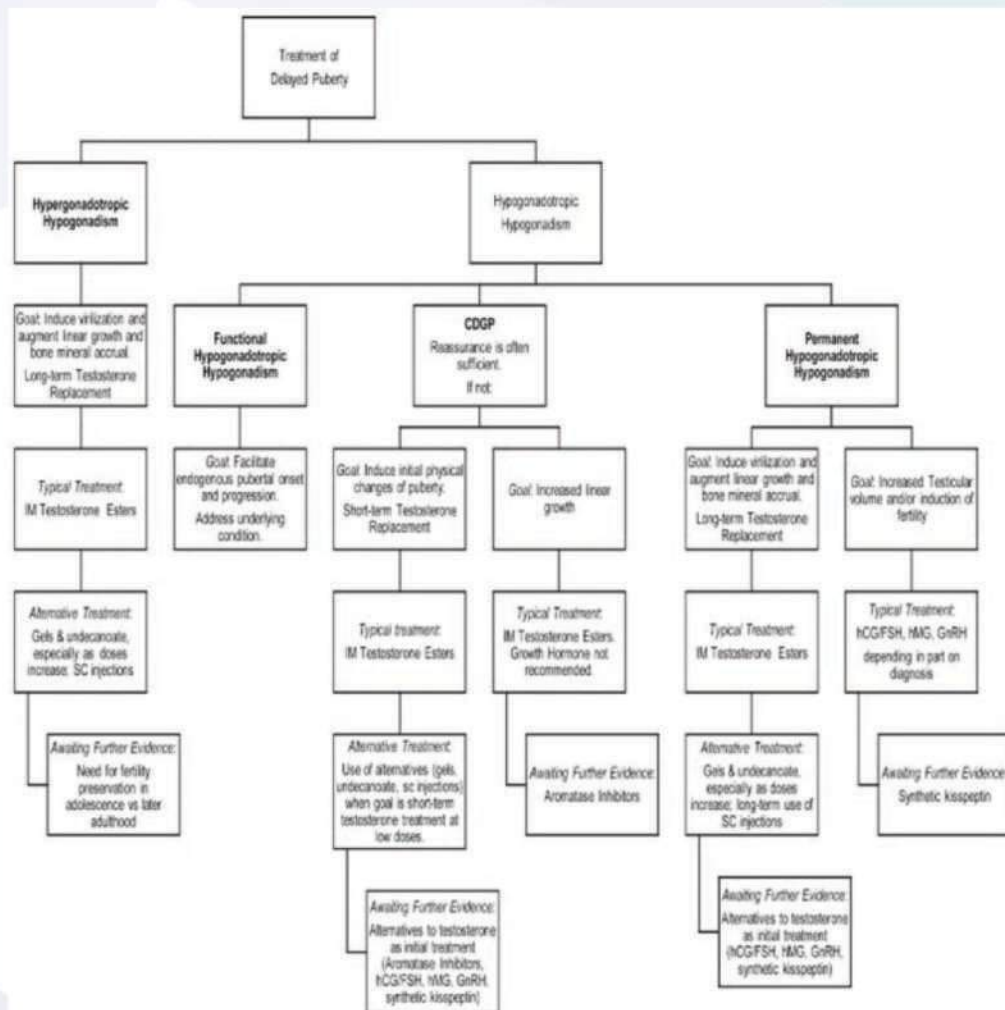 Treatment of
Delayed Puberty
Hypergonadotropic
Hypogonadism
Hypogonadotropic
Hypogonadism
Goal: Induce virilization and
augment linear growth and
bone mineral accrual.
Long-term Testosterone
Replacement
Functional
Hypogonadotropic
Hypogonadism
CDGP
Reassurance is often
sufficient.
If not:
Permanent
Hypogonadotropic
Hypogonadism
Typical Treatment:
IM Testosterone Esters
Goal: Facilitate
endogenous pubertal onset
and progression.
Address underlying
condition.
Goal: Induce initial physical
changes of puberty.
Short-term Testosterone
Replacement
Goal: Increased linear
growth
Goal: Induce virilization and
augment linear growth and
bone mineral accrual.
Long-term Testosterone
Replacement
Goal: Increased Testicular
volume and/or induction of
fertility
Alternative Treatment:
Gels & undecanoate,
especially as doses
increase; SC injections
Typical treatment:
IM Testosterone Esters
Typical Treatment:
IM Testosterone Esters.
Growth Hormone not
recommended.
Typical Treatment:
IM Testosterone Esters
Typical Treatment:
hCG/FSH, hMG, GnRH
depending in part on
diagnosis
Awaiting Further Evidence:
Need for fertility
preservation in
adolescence vs later
adulthood
Alternative Treatment:
Use of alternatives (gels,
undecanoate, sc injections)
when goal is short-term
testosterone treatment at
low doses.
Awaiting Further Evidence:
Aromatase Inhibitors
Alternative Treatment:
Gels & undecanoate,
especially as doses
increase; long-term use of
SC injections
Awaiting Further Evidence:
Synthetic kisspeptin
Awaiting Further Evidence:
Alternatives to testosterone
as initial treatment
(Aromatase Inhibitors,
hCG/FSH, hMG, GnRH,
synthetic kisspeptin)
Awaiting Further Evidence:
Alternatives to testosterone
as initial treatment
(hCG/FSH, hMG, GnRH,
synthetic kisspeptin)